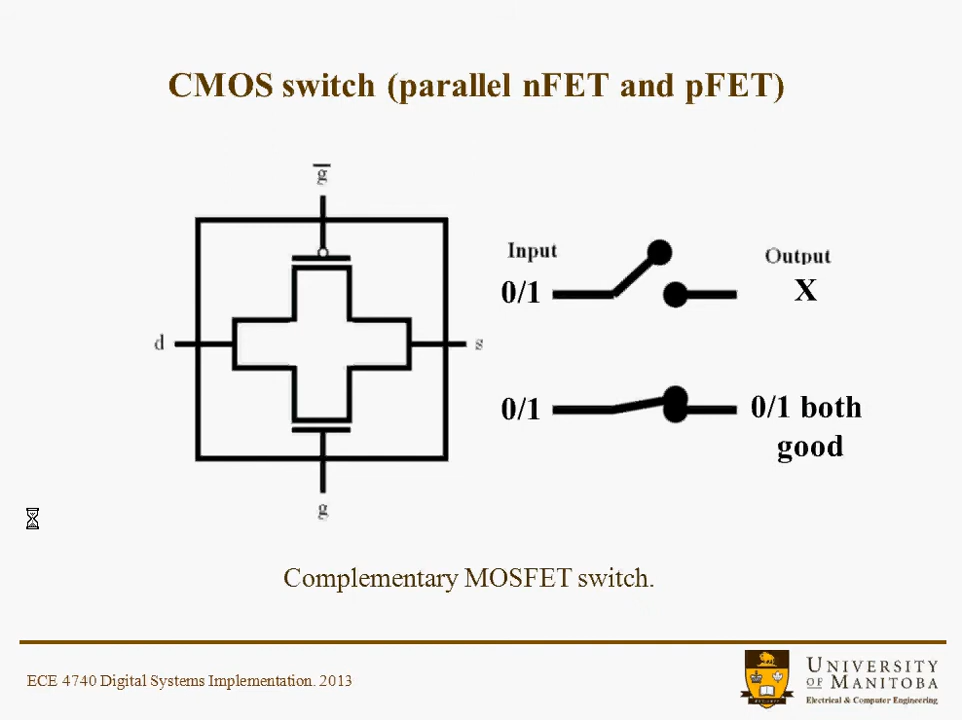 CMOS switch (parallel nFET and pFET)
g̅
Input
Output
0/1
X
d
s
0/1
0/1 both
good
g
Complementary MOSFET switch.
ECE 4740 Digital Systems Implementation. 2013
UNIVERSITY
OF MANITOBA
Electrical & Computer Engineering